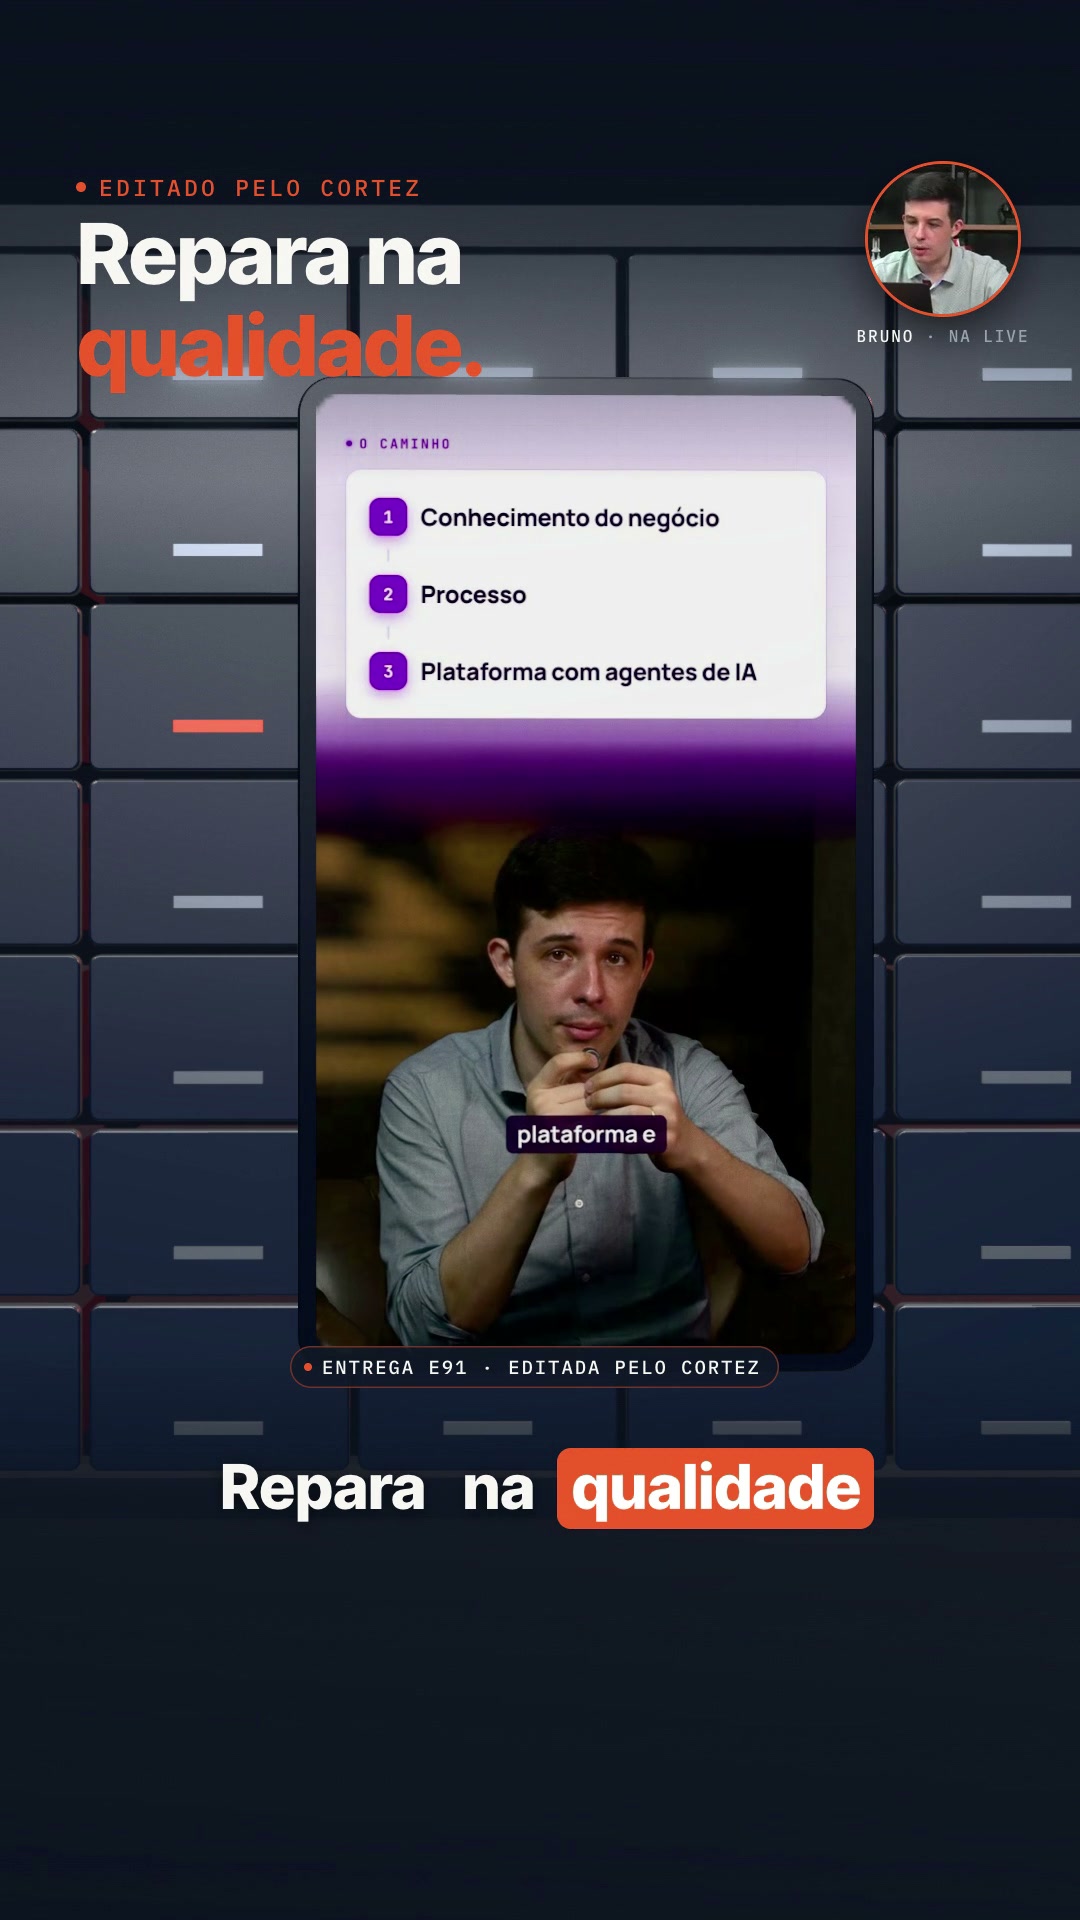 EDITADO PELO CORTEZ
Repara na
qualidade.
BRUNO · NA LIVE
O CAMINHO
1 Conhecimento do negócio
2 Processo
3 Plataforma com agentes de IA
plataforma e
ENTREGA E91 · EDITADA PELO CORTEZ
Repara na qualidade